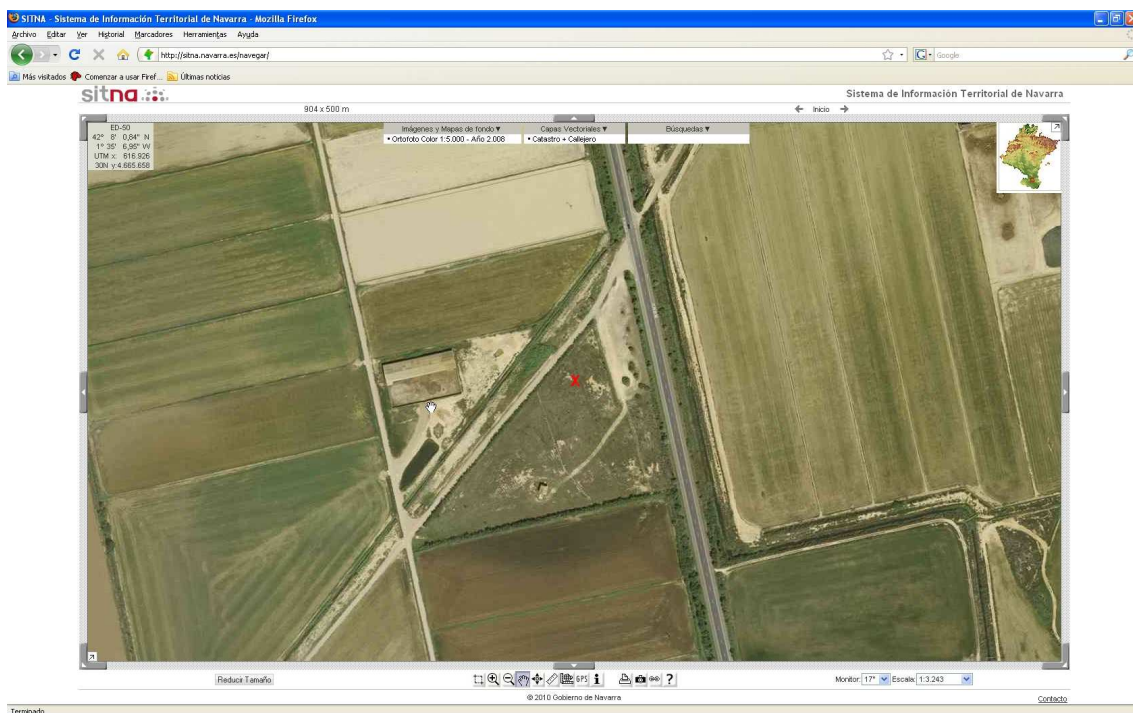 SITNA - Sistema de Información Territorial de Navarra - Mozilla Firefox
Archivo Editar Ver Historial Marcadores Herramientas Ayuda
http://sitna.navarra.es/navegar/
Google
Más visitados Comenzar a usar Firef... Últimas noticias
sitna
Sistema de Información Territorial de Navarra
904 x 500 m
Inicio
ED-50
42° 8' 0,84" N
1° 35' 6,95" W
UTM x: 616.926
30N y:4.665.658
Imágenes y Mapas de fondo ▼ Capas Vectoriales ▼ Búsquedas ▼
• Ortofoto Color 1:5.000 - Año 2.008 • Catastro + Callejero
X
Reducir Tamaño
GPS i ?
Monitor: 17" Escala: 1:3.243
© 2010 Gobierno de Navarra
Contacto
Terminado